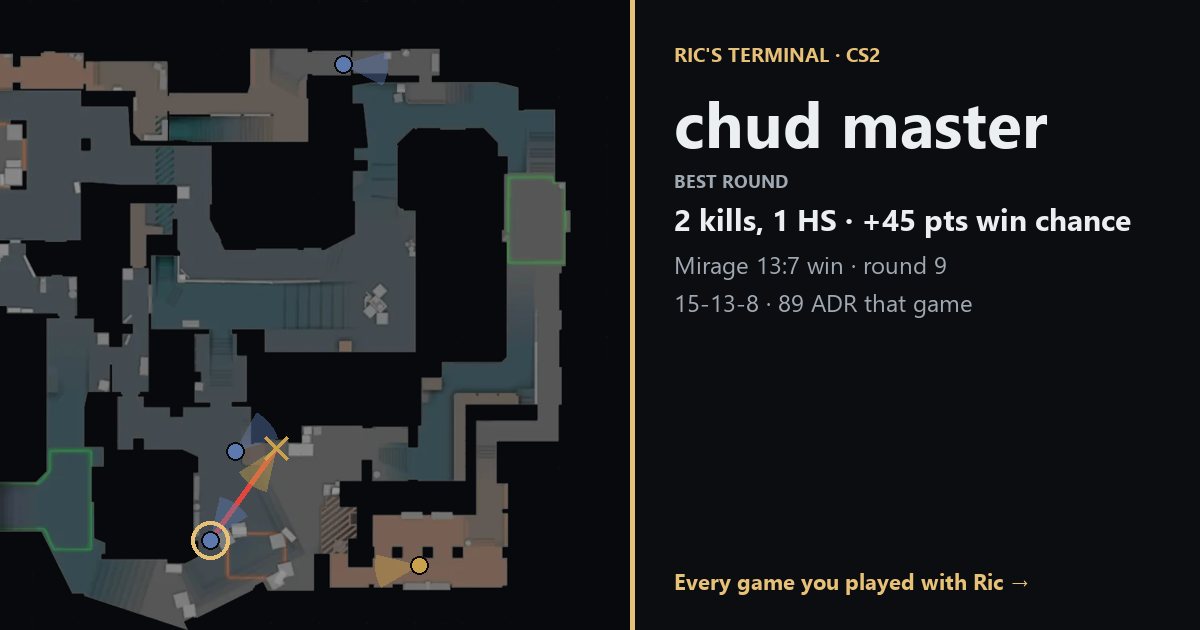 RIC'S TERMINAL · CS2
chud master
BEST ROUND
2 kills, 1 HS · +45 pts win chance
Mirage 13:7 win · round 9
15-13-8 · 89 ADR that game
Every game you played with Ric →